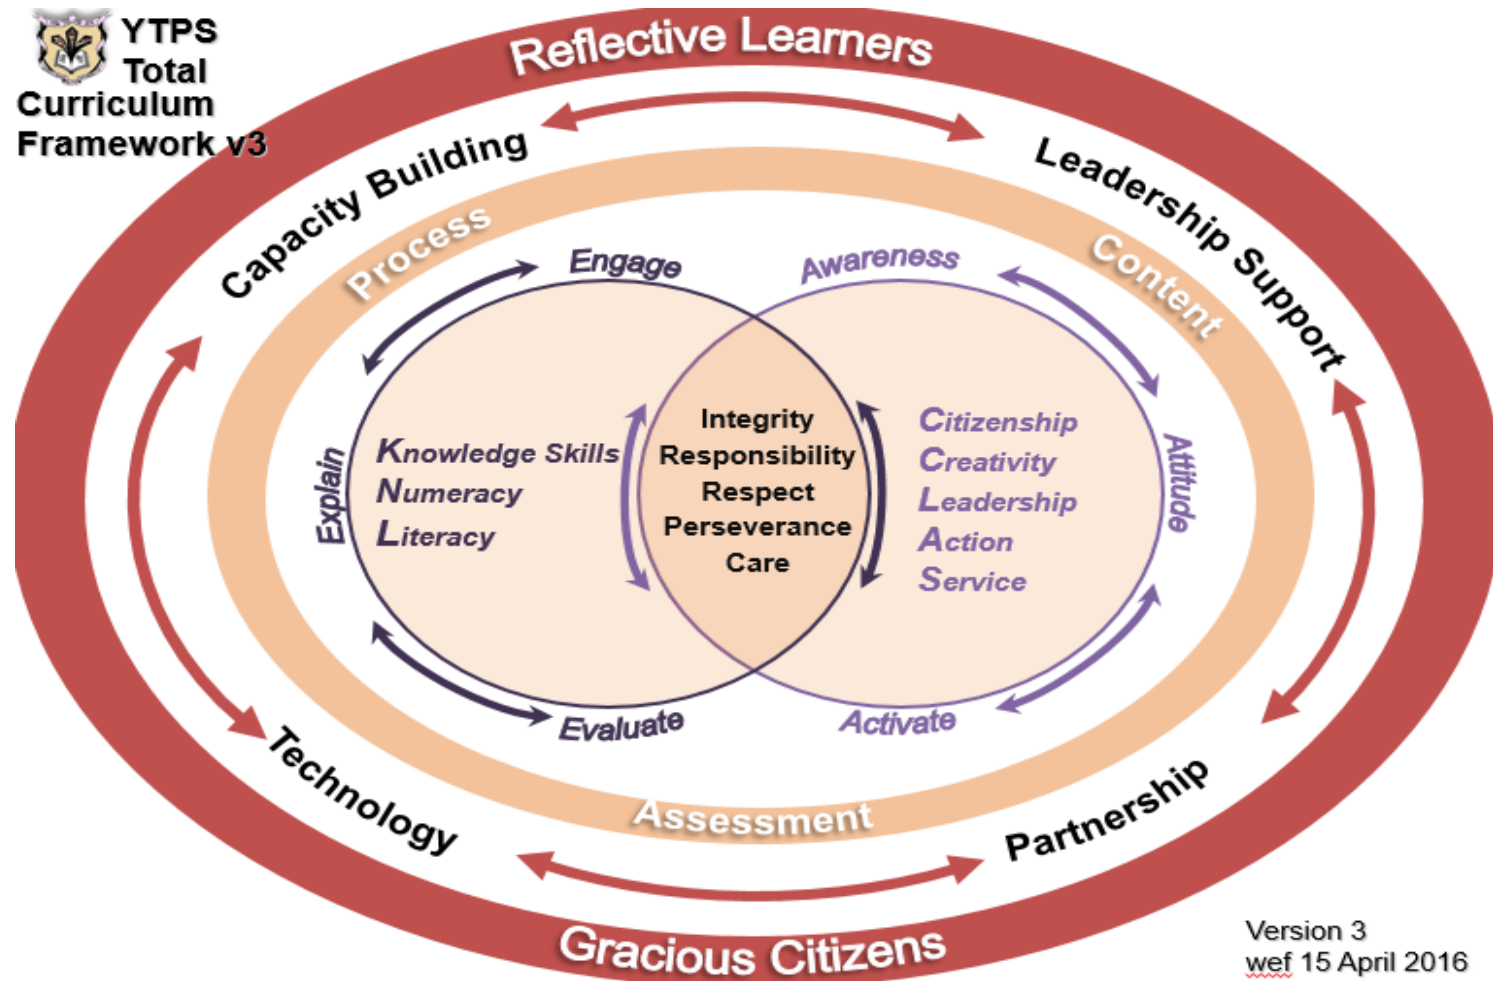 YTPS
Total
Curriculum
Framework v3
Reflective Learners
Capacity Building
Leadership Support
Process
Content
Engage
Awareness
Explain
Knowledge Skills
Numeracy
Literacy
Integrity
Responsibility
Respect
Perseverance
Care
Citizenship
Creativity
Leadership
Action
Service
Attitude
Evaluate
Activate
Technology
Assessment
Partnership
Gracious Citizens
Version 3
wef 15 April 2016